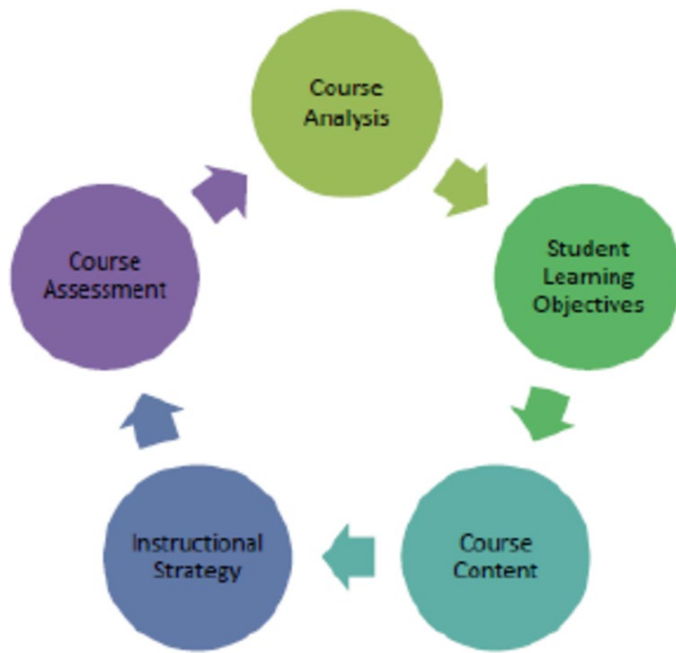 Course
Analysis
Student
Learning
Objectives
Course
Content
Instructional
Strategy
Course
Assessment